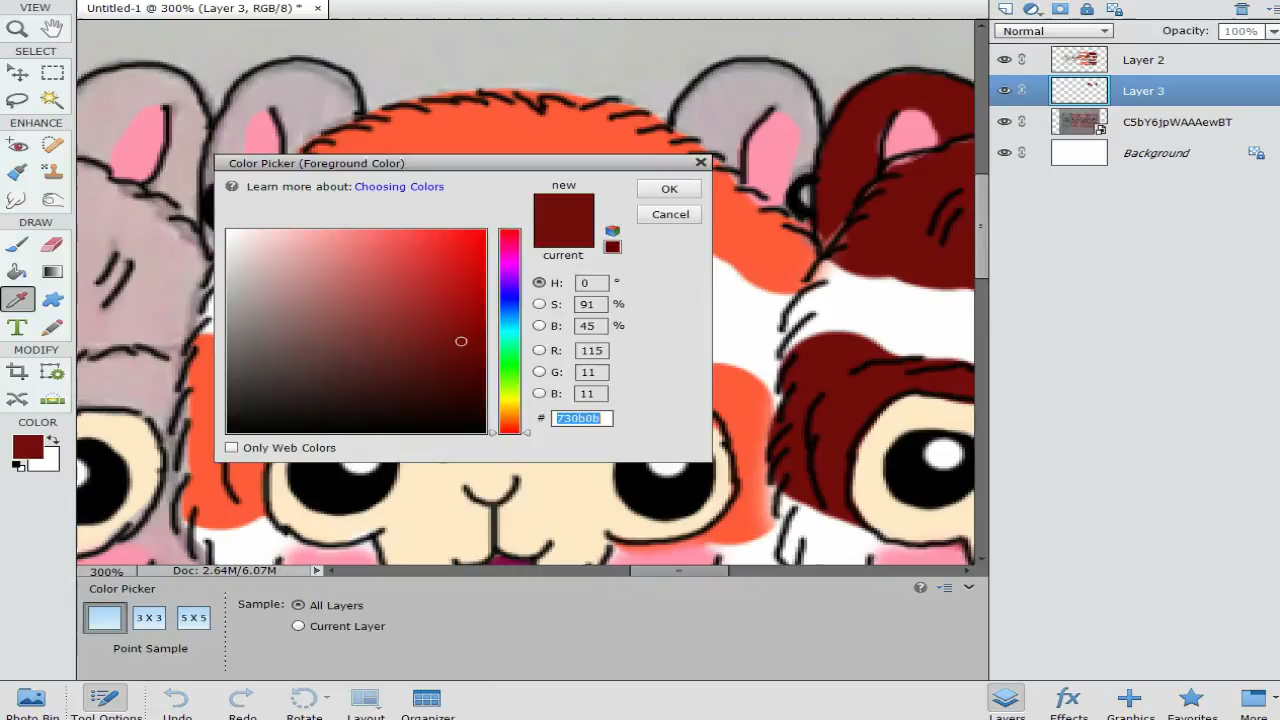 VIEW
Untitled-1 @ 300% (Layer 3, RGB/8) * ×
SELECT
ENHANCE
DRAW
T
MODIFY
COLOR
Color Picker (Foreground Color)
Learn more about: Choosing Colors
new
current
OK
Cancel
H: 0 °
S: 91 %
B: 45 %
R: 115
G: 11
B: 11
# 730b0b
Only Web Colors
Normal
Opacity: 100%
Layer 2
Layer 3
C5bY6jpWAAAewBT
Background
300%
Doc: 2.64M/6.07M
Color Picker
3 X 3
5 X 5
Point Sample
Sample:
All Layers
Current Layer
Photo Bin
Tool Options
Undo
Redo
Rotate
Layout
Organizer
Layers
fx
Effects
Graphics
Favorites
More